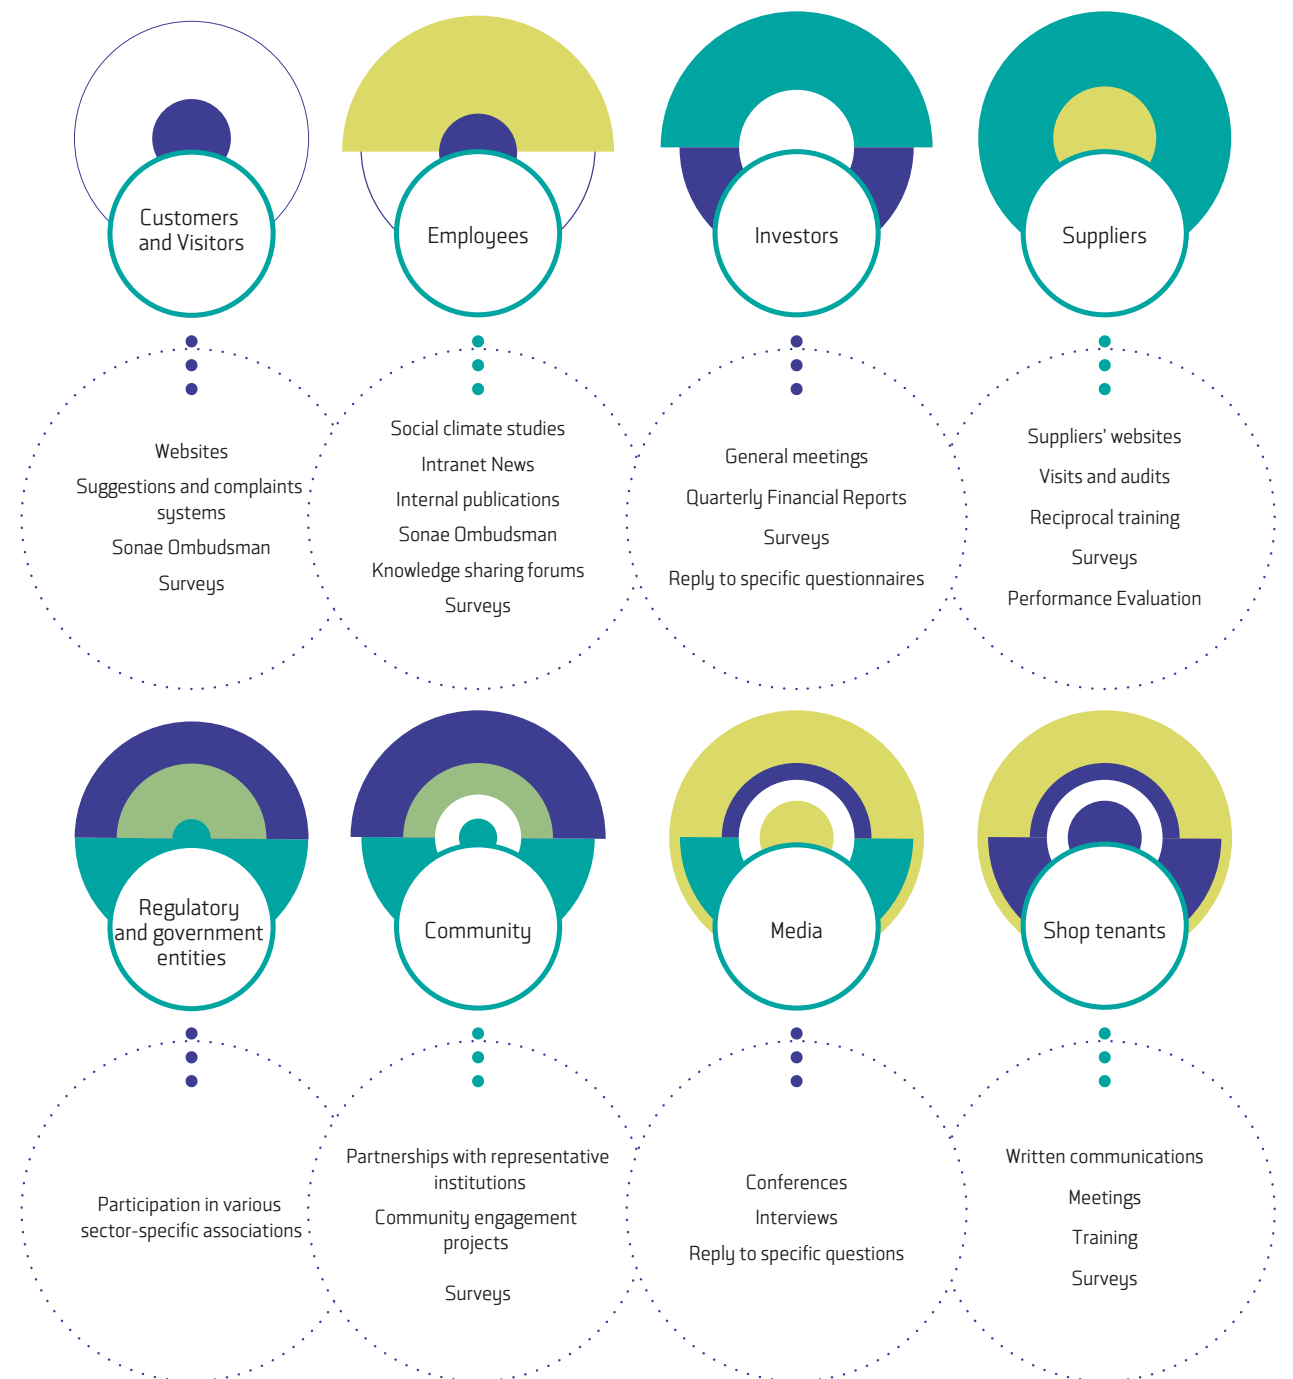 Customers
and Visitors
Employees
Investors
Suppliers
Websites
Suggestions and complaints
systems
Sonae Ombudsman
Surveys
Social climate studies
Intranet News
Internal publications
Sonae Ombudsman
Knowledge sharing forums
Surveys
General meetings
Quarterly Financial Reports
Surveys
Reply to specific questionnaires
Suppliers' websites
Visits and audits
Reciprocal training
Surveys
Performance Evaluation
Regulatory
and government
entities
Community
Media
Shop tenants
Participation in various
sector-specific associations
Partnerships with representative
institutions
Community engagement
projects
Surveys
Conferences
Interviews
Reply to specific questions
Written communications
Meetings
Training
Surveys